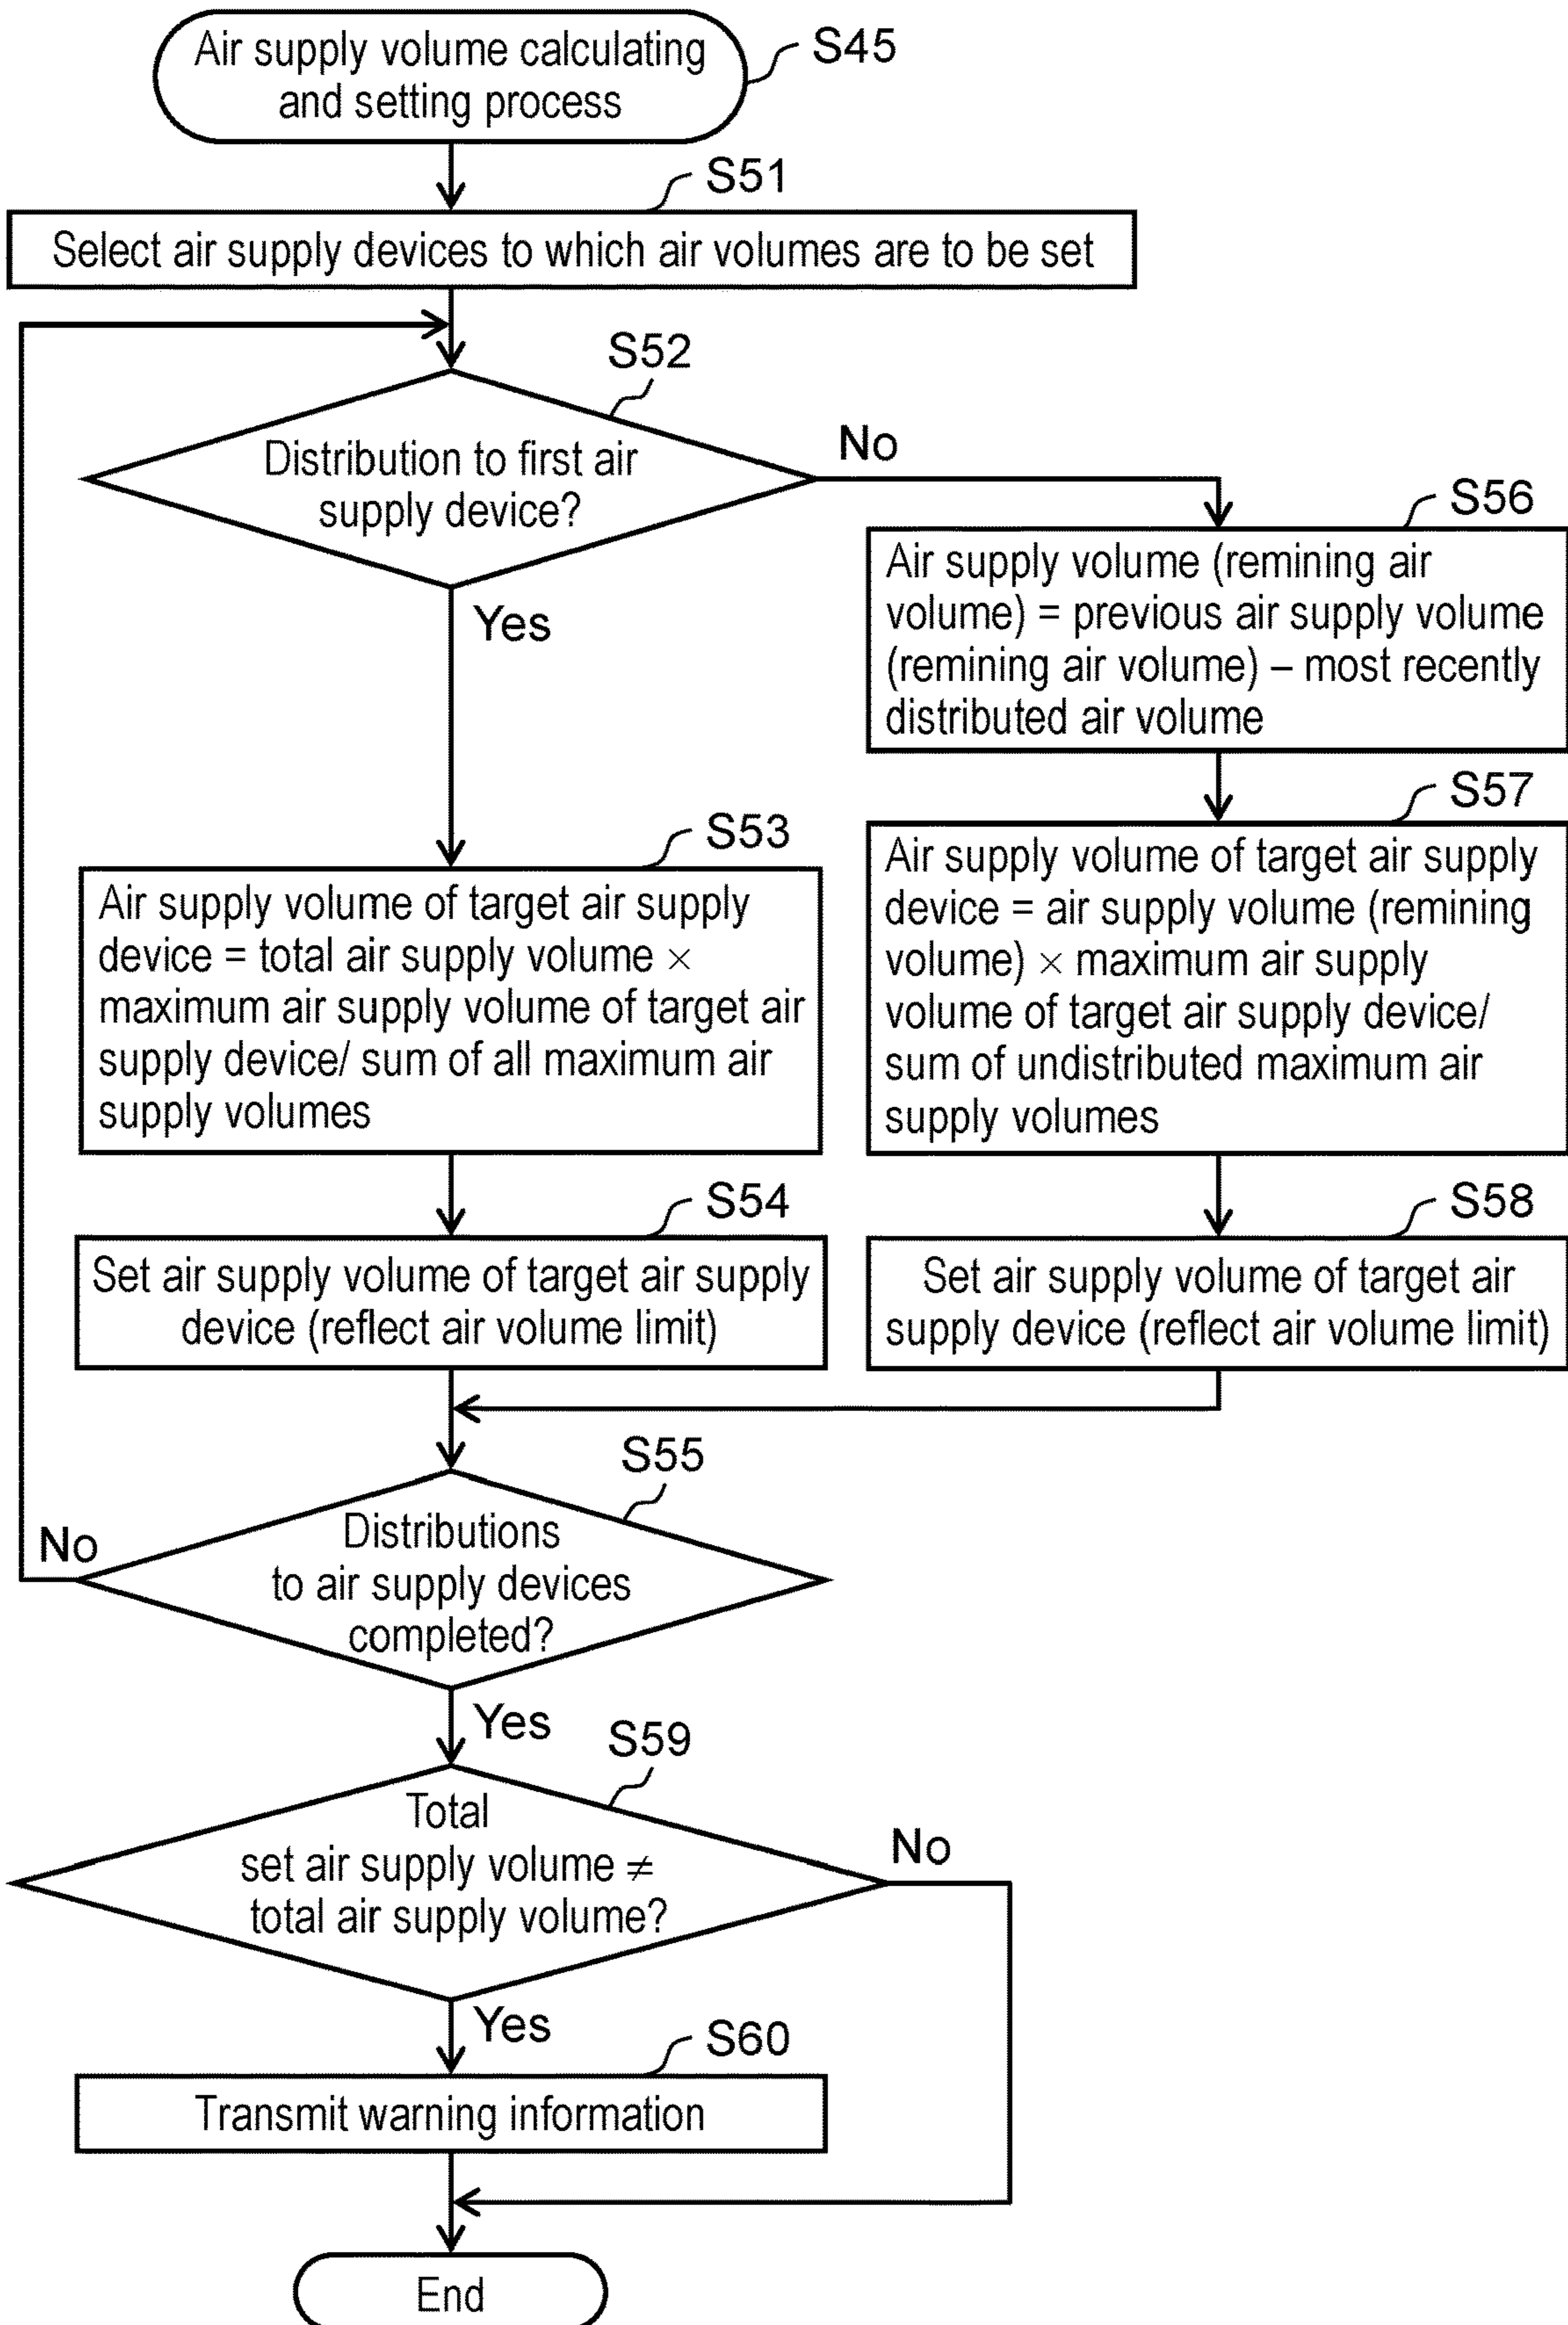 Air supply volume calculating
and setting process
S45
S51
Select air supply devices to which air volumes are to be set
S52
Distribution to first air
supply device?
No
Yes
S56
Air supply volume (remining air
volume) = previous air supply volume
(remining air volume) – most recently
distributed air volume
S57
Air supply volume of target air supply
device = air supply volume (remining
volume) × maximum air supply
volume of target air supply device/
sum of undistributed maximum air
supply volumes
S53
Air supply volume of target air supply
device = total air supply volume ×
maximum air supply volume of target air
supply device/ sum of all maximum air
supply volumes
S54
Set air supply volume of target air supply
device (reflect air volume limit)
S58
Set air supply volume of target air
supply device (reflect air volume limit)
S55
Distributions
to air supply devices
completed?
No
Yes
S59
Total
set air supply volume ≠
total air supply volume?
No
Yes
S60
Transmit warning information
End